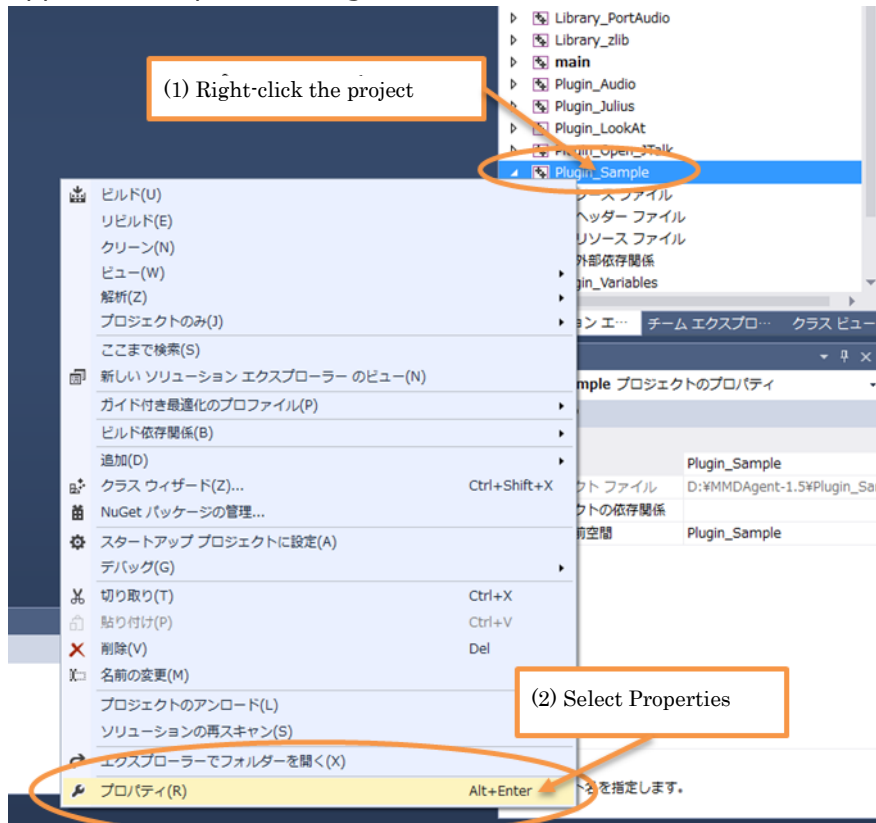 Library_PortAudio
Library_zlib
main
Plugin_Audio
Plugin_Julius
Plugin_LookAt
Plugin_Open_JTalk
Plugin_Sample
(1) Right-click the project
ソース ファイル
ヘッダー ファイル
リソース ファイル
外部依存関係
gin_Variables
ョン エ… チーム エクスプロ… クラス ビュー
mple プロジェクトのプロパティ
Plugin_Sample
クト ファイル D:¥MMDAgent-1.5¥Plugin_Sa
クトの依存関係
前空間 Plugin_Sample
ビルド(U)
リビルド(E)
クリーン(N)
ビュー(W)
解析(Z)
プロジェクトのみ(J)
ここまで検索(S)
新しい ソリューション エクスプローラー のビュー(N)
ガイド付き最適化のプロファイル(P)
ビルド依存関係(B)
追加(D)
クラス ウィザード(Z)... Ctrl+Shift+X
NuGet パッケージの管理...
スタートアップ プロジェクトに設定(A)
デバッグ(G)
切り取り(T) Ctrl+X
貼り付け(P) Ctrl+V
削除(V) Del
名前の変更(M)
プロジェクトのアンロード(L)
ソリューションの再スキャン(S)
エクスプローラーでフォルダーを開く(X)
プロパティ(R) Alt+Enter
(2) Select Properties
ト名を指定します。